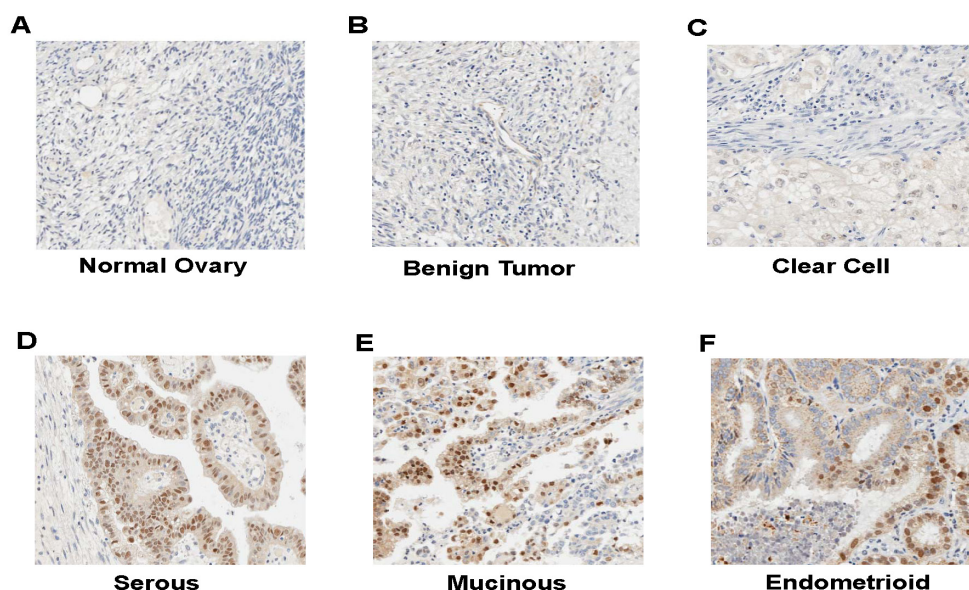 A
B
C
Normal Ovary
Benign Tumor
Clear Cell
D
E
F
Serous
Mucinous
Endometrioid